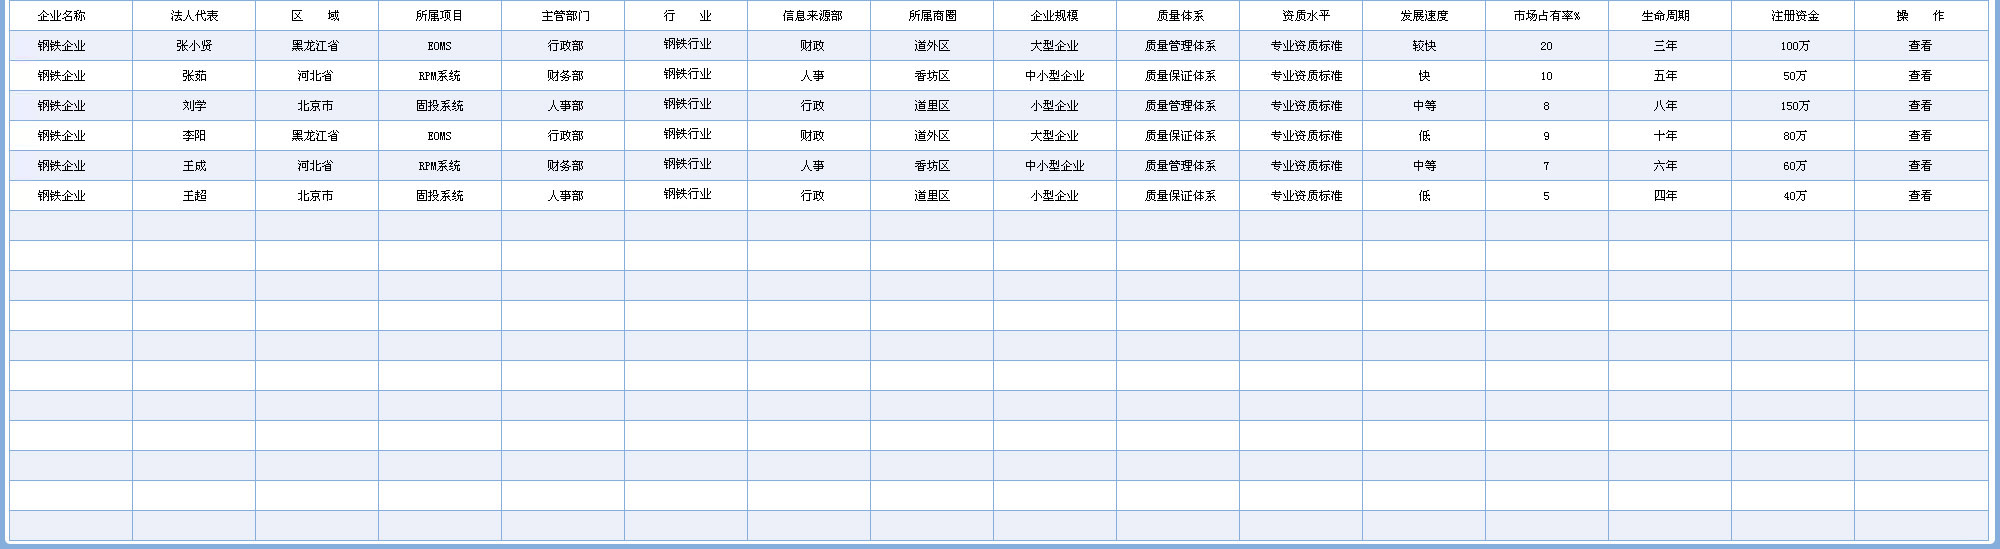 企业名称 法人代表 区　域 所属项目 主管部门 行　业 信息来源部 所属商圈 企业规模 质量体系 资质水平 发展速度 市场占有率% 生命周期 注册资金 操　作
钢铁企业 张小贤 黑龙江省 EOMS 行政部 钢铁行业 财政 道外区 大型企业 质量管理体系 专业资质标准 较快 20 三年 100万 查看
钢铁企业 张茹 河北省 RPM系统 财务部 钢铁行业 人事 香坊区 中小型企业 质量保证体系 专业资质标准 快 10 五年 50万 查看
钢铁企业 刘学 北京市 固投系统 人事部 钢铁行业 行政 道里区 小型企业 质量管理体系 专业资质标准 中等 8 八年 150万 查看
钢铁企业 李阳 黑龙江省 EOMS 行政部 钢铁行业 财政 道外区 大型企业 质量保证体系 专业资质标准 低 9 十年 80万 查看
钢铁企业 王成 河北省 RPM系统 财务部 钢铁行业 人事 香坊区 中小型企业 质量管理体系 专业资质标准 中等 7 六年 60万 查看
钢铁企业 王超 北京市 固投系统 人事部 钢铁行业 行政 道里区 小型企业 质量保证体系 专业资质标准 低 5 四年 40万 查看